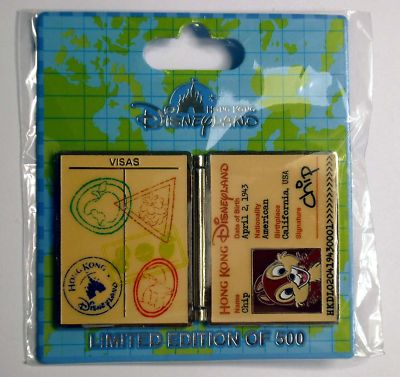 HONG KONG
DISNEYLAND
VISAS
HONG KONG
DISNEYLAND
HONG KONG DISNEYLAND
Name
Chip
Date of Birth
April 2, 1943
Nationality
American
Birthplace
California, USA
Signature
chip
HKDL020419430001>>>>>>>>>>
LIMITED EDITION OF 500